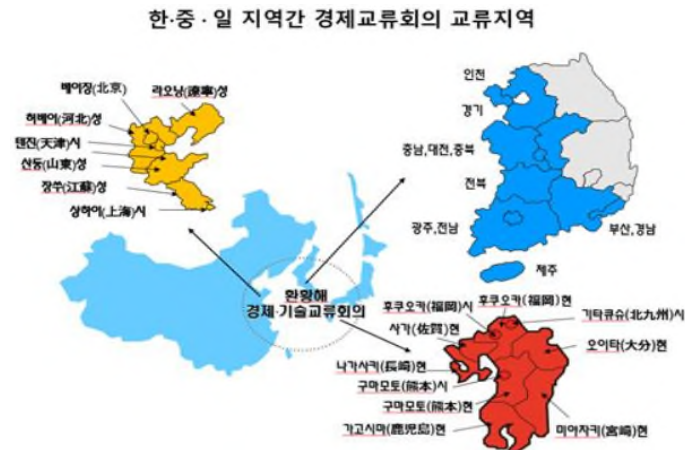 한·중·일 지역간 경제교류회의 교류지역
베이징(北京)
랴오닝(遼寧)성
허베이(河北)성
톈진(天津)시
산둥(山東)성
장쑤(江蘇)성
상하이(上海)시
인천
경기
충남,대전,충북
전북
광주,전남
부산,경남
제주
환황해
경제·기술교류회의
후쿠오카(福岡)시
후쿠오카(福岡)현
기타큐슈(北九州)시
사가(佐賀)현
오이타(大分)현
나가사키(長崎)현
구마모토(熊本)시
구마모토(熊本)현
가고시마(鹿児島)현
미야자키(宮崎)현